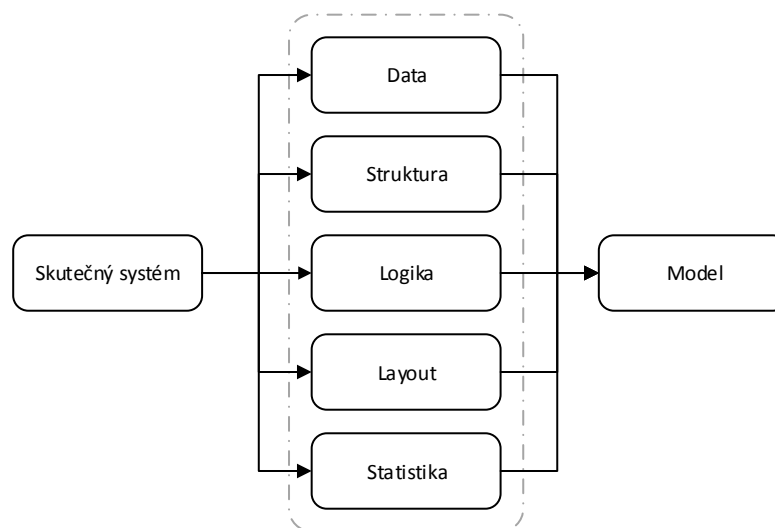 Data
Struktura
Skutečný systém
Logika
Model
Layout
Statistika